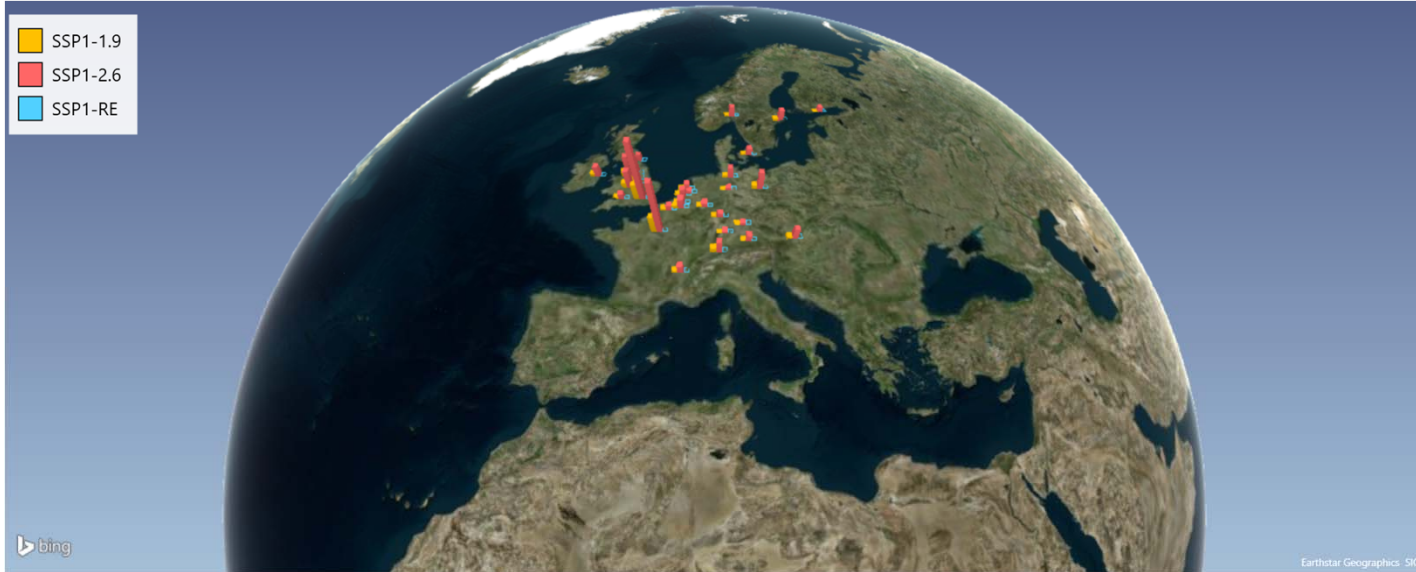 SSP1-1.9
SSP1-2.6
SSP1-RE
bing
Earthstar Geographics